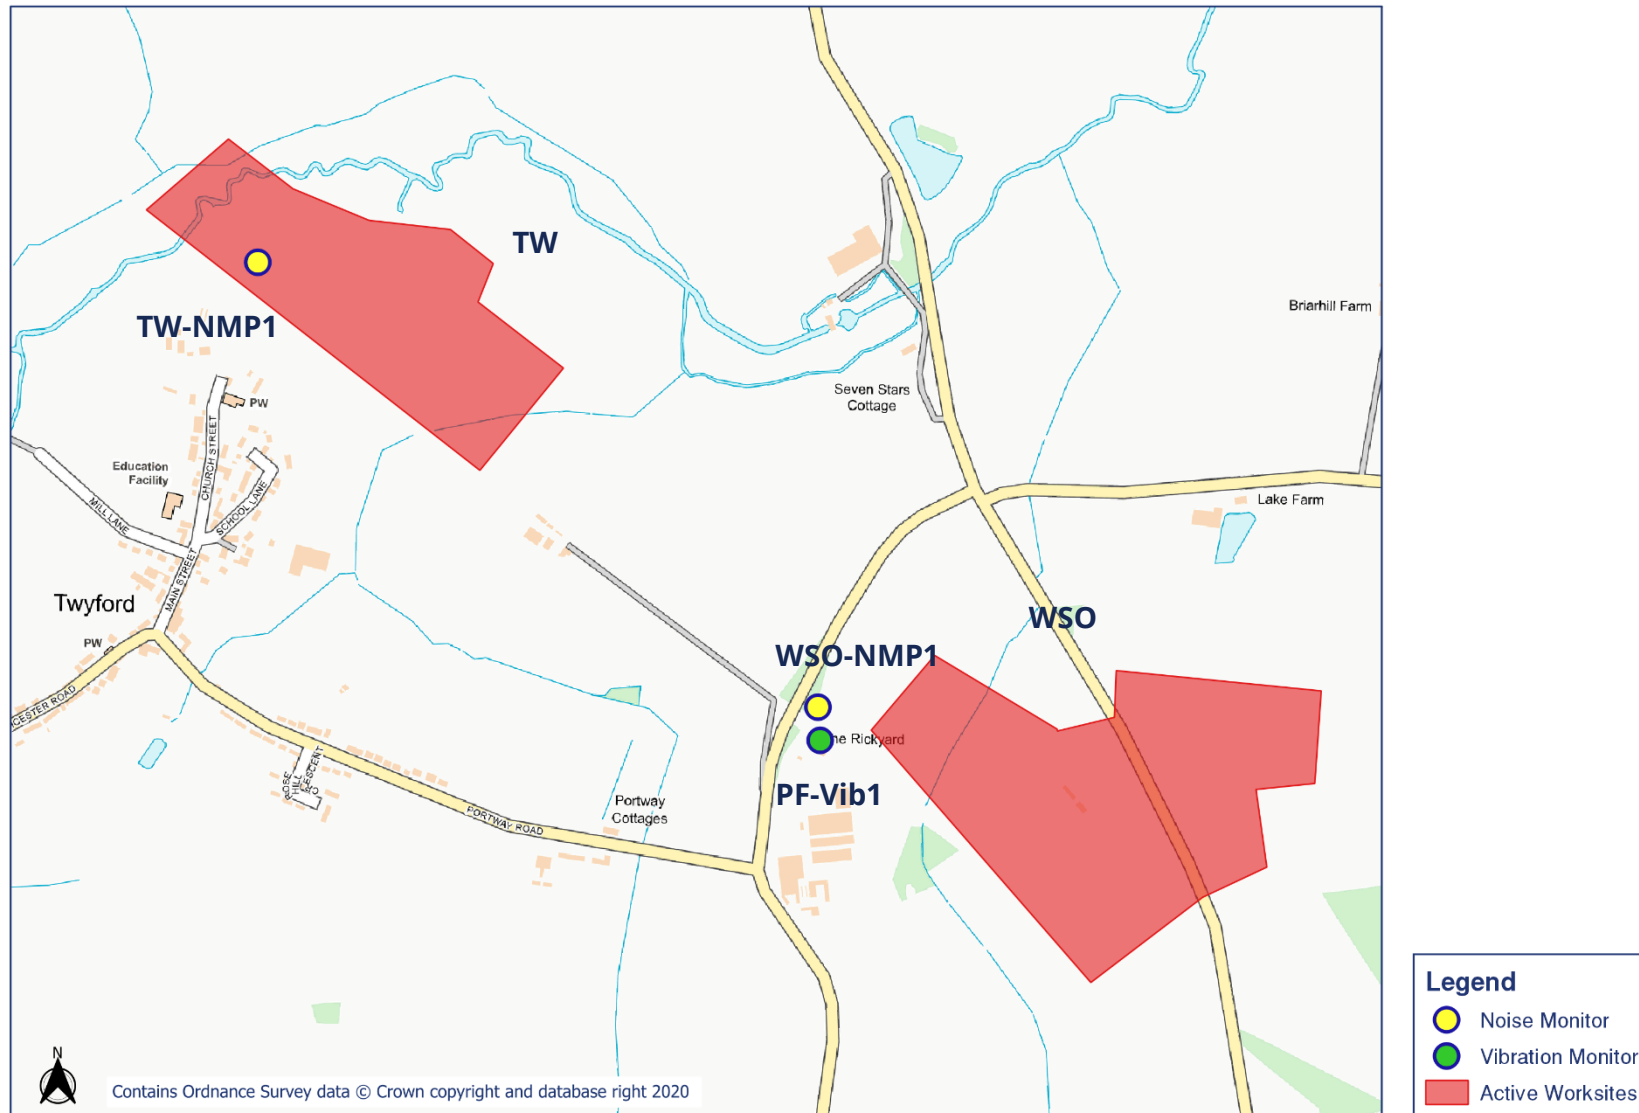 TW
TW-NMP1
Briarhill Farm
Seven Stars
Cottage
PW
CHURCH STREET
Education
Facility
SCHOOL LANE
MILL LANE
Lake Farm
MAIN STREET
Twyford
WSO
PW
WSO-NMP1
CESTER ROAD
he Rickyard
PF-Vib1
Portway
Cottages
PORTWAY ROAD
HILL
N
Contains Ordnance Survey data © Crown copyright and database right 2020
Legend
Noise Monitor
Vibration Monitor
Active Worksites